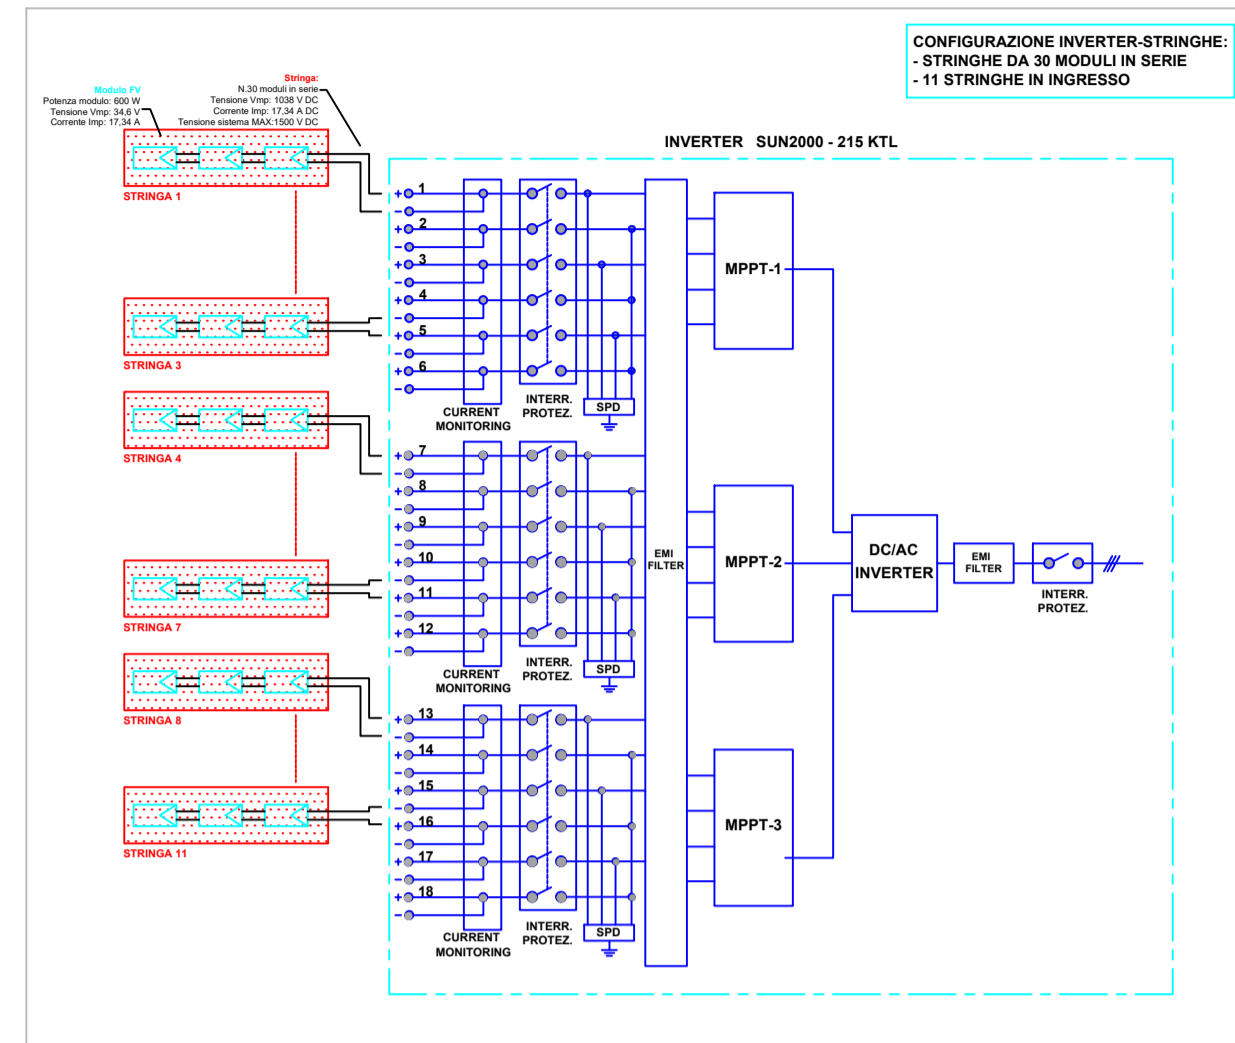 CONFIGURAZIONE INVERTER-STRINGHE:
- STRINGHE DA 30 MODULI IN SERIE
- 11 STRINGHE IN INGRESSO
Modulo FV
Potenza modulo: 600 W
Tensione Vmp: 34,6 V
Corrente Imp: 17,34 A
Stringa:
N.30 moduli in serie
Tensione Vmp: 1038 V DC
Corrente Imp: 17,34 A DC
Tensione sistema MAX:1500 V DC
INVERTER SUN2000 - 215 KTL
STRINGA 1
STRINGA 3
STRINGA 4
STRINGA 7
STRINGA 8
STRINGA 11
+ 1
-
+ 2
-
+ 3
-
+ 4
-
+ 5
-
+ 6
-
CURRENT
MONITORING
INTERR.
PROTEZ.
SPD
+ 7
-
+ 8
-
+ 9
-
+ 10
-
+ 11
-
+ 12
-
CURRENT
MONITORING
INTERR.
PROTEZ.
SPD
+ 13
-
+ 14
-
+ 15
-
+ 16
-
+ 17
-
+ 18
-
CURRENT
MONITORING
INTERR.
PROTEZ.
SPD
EMI
FILTER
MPPT-1
MPPT-2
MPPT-3
DC/AC
INVERTER
EMI
FILTER
INTERR.
PROTEZ.